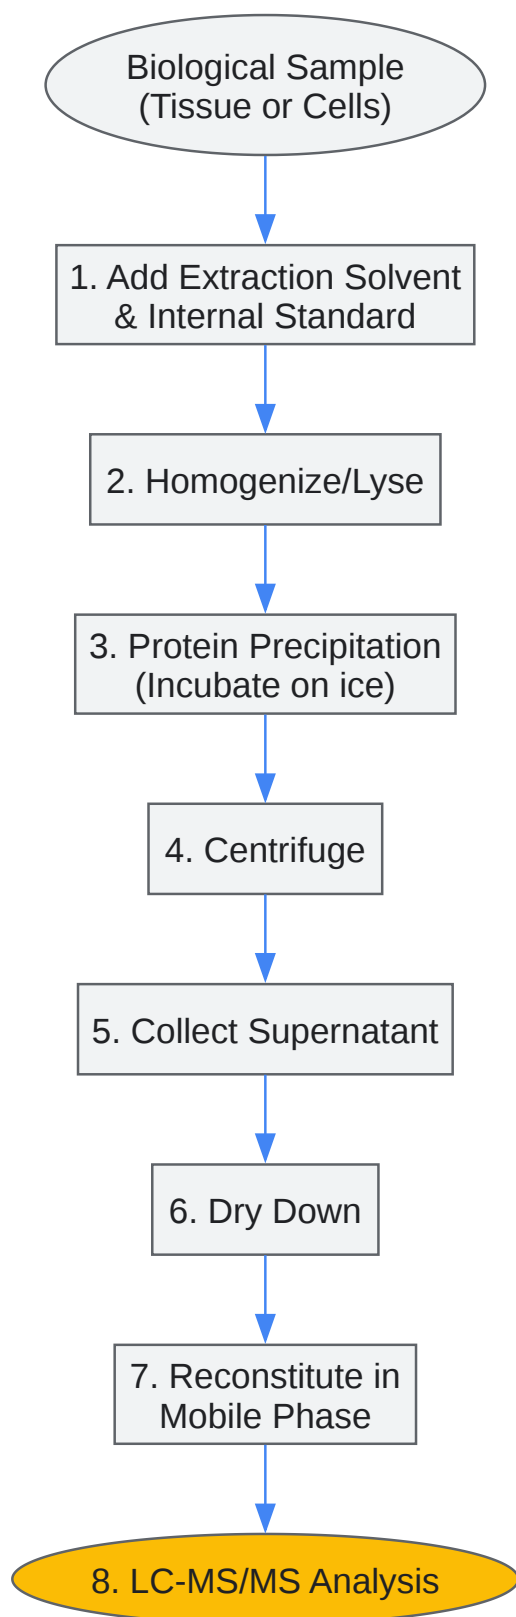 Biological Sample
(Tissue or Cells)
1. Add Extraction Solvent
& Internal Standard
2. Homogenize/Lyse
3. Protein Precipitation
(Incubate on ice)
4. Centrifuge
5. Collect Supernatant
6. Dry Down
7. Reconstitute in
Mobile Phase
8. LC-MS/MS Analysis